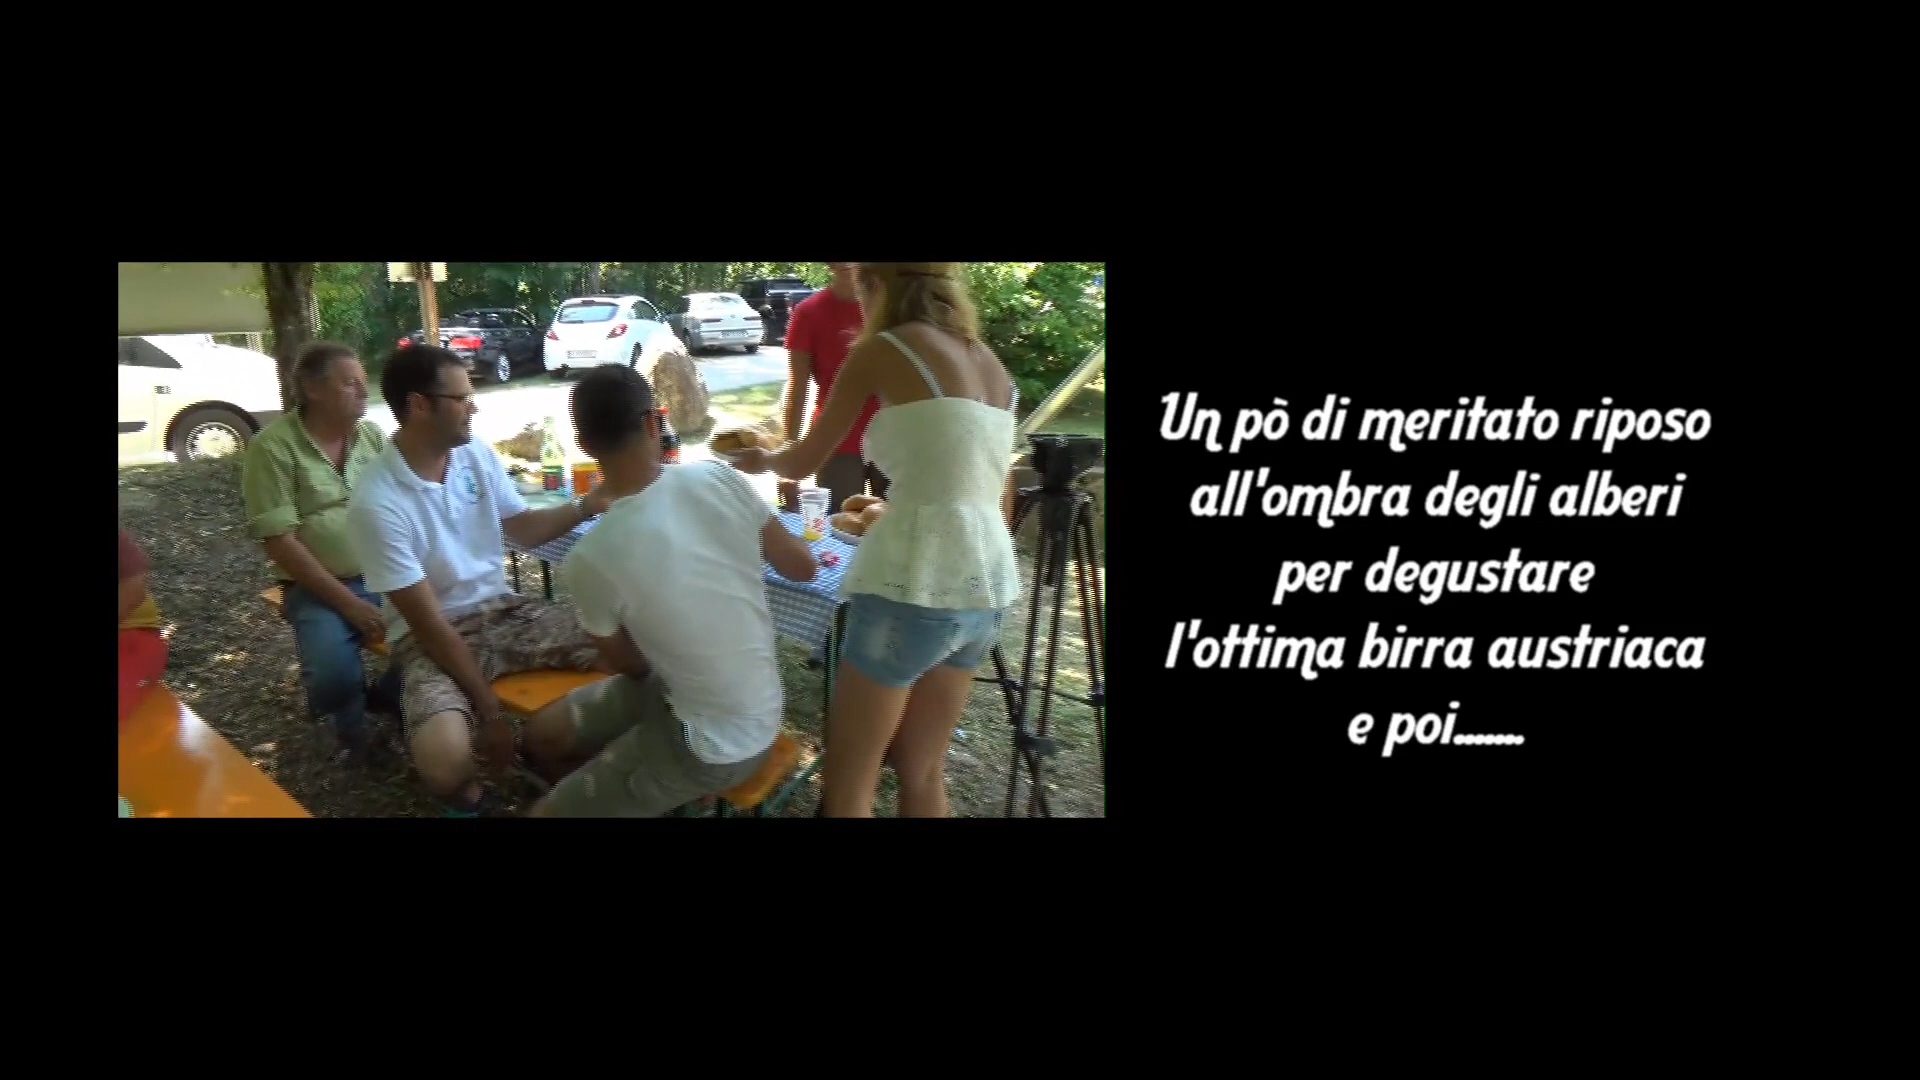 Un pò di meritato riposo
all'ombra degli alberi
per degustare
l'ottima birra austriaca
e poi.......